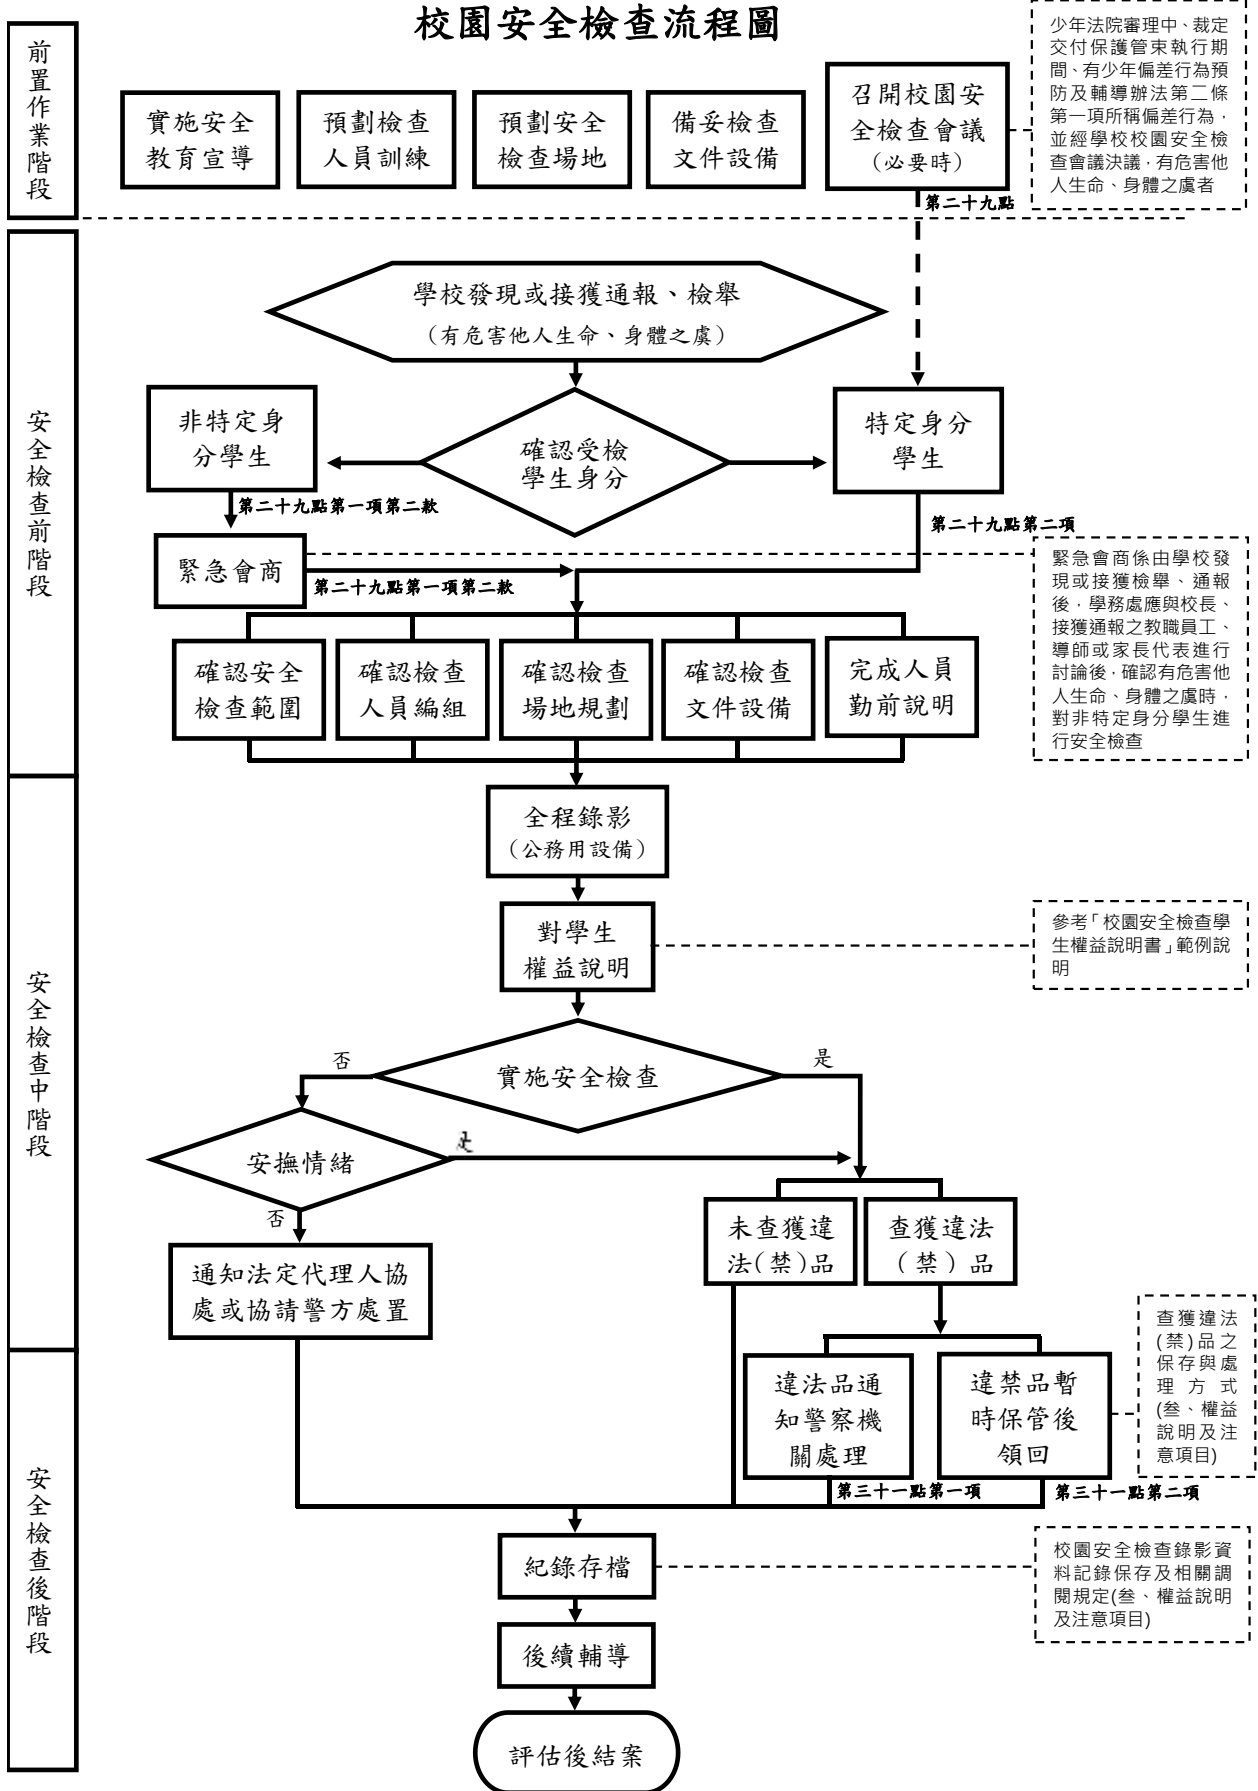 校園安全檢查流程圖
前置作業階段
實施安全
教育宣導
預劃檢查
人員訓練
預劃安全
檢查場地
備妥檢查
文件設備
召開校園安
全檢查會議
(必要時)
少年法院審理中、裁定
交付保護管束執行期
間、有少年偏差行為預
防及輔導辦法第二條
第一項所稱偏差行為，
並經學校校園安全檢
查會議決議，有危害他
人生命、身體之虞者
第二十九點
安全檢查前階段
學校發現或接獲通報、檢舉
(有危害他人生命、身體之虞)
非特定身
分學生
確認受檢
學生身分
特定身分
學生
第二十九點第一項第二款
第二十九點第二項
緊急會商
第二十九點第一項第二款
緊急會商係由學校發
現或接獲檢舉、通報
後，學務處應與校長、
接獲通報之教職員工、
導師或家長代表進行
討論後，確認有危害他
人生命、身體之虞時，
對非特定身分學生進
行安全檢查
確認安全
檢查範圍
確認檢查
人員編組
確認檢查
場地規劃
確認檢查
文件設備
完成人員
勤前說明
安全檢查中階段
全程錄影
(公務用設備)
對學生
權益說明
參考「校園安全檢查學
生權益說明書」範例說
明
實施安全檢查
否
是
安撫情緒
是
否
通知法定代理人協
處或協請警方處置
未查獲違
法(禁)品
查獲違法
(禁)品
安全檢查後階段
違法品通
知警察機
關處理
違禁品暫
時保管後
領回
查獲違法
(禁)品之
保存與處
理方式
(叁、權益
說明及注
意項目)
第三十一點第一項
第三十一點第二項
紀錄存檔
校園安全檢查錄影資
料記錄保存及相關調
閱規定(叁、權益說明
及注意項目)
後續輔導
評估後結案